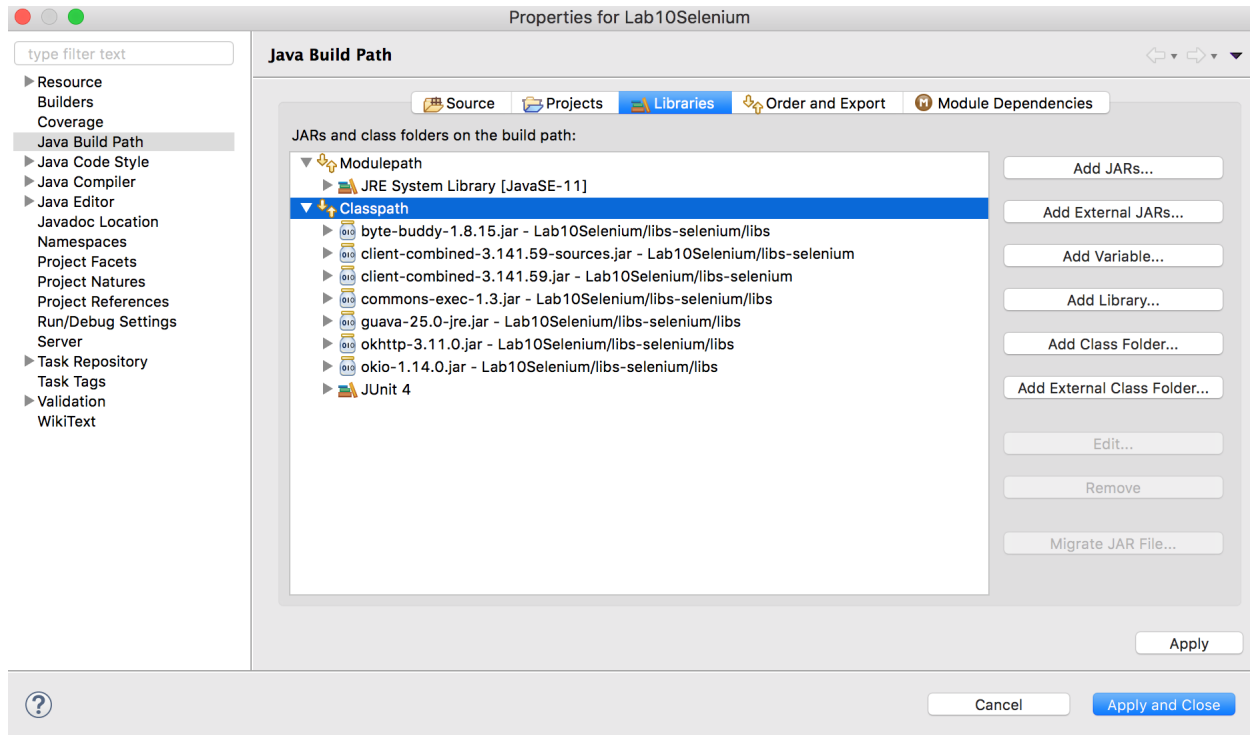 Properties for Lab10Selenium
type filter text
Resource
Builders
Coverage
Java Build Path
Java Code Style
Java Compiler
Java Editor
Javadoc Location
Namespaces
Project Facets
Project Natures
Project References
Run/Debug Settings
Server
Task Repository
Task Tags
Validation
WikiText
Java Build Path
Source Projects Libraries Order and Export Module Dependencies
JARs and class folders on the build path:
Modulepath
JRE System Library [JavaSE-11]
Classpath
byte-buddy-1.8.15.jar - Lab10Selenium/libs-selenium/libs
client-combined-3.141.59-sources.jar - Lab10Selenium/libs-selenium
client-combined-3.141.59.jar - Lab10Selenium/libs-selenium
commons-exec-1.3.jar - Lab10Selenium/libs-selenium/libs
guava-25.0-jre.jar - Lab10Selenium/libs-selenium/libs
okhttp-3.11.0.jar - Lab10Selenium/libs-selenium/libs
okio-1.14.0.jar - Lab10Selenium/libs-selenium/libs
JUnit 4
Add JARs...
Add External JARs...
Add Variable...
Add Library...
Add Class Folder...
Add External Class Folder...
Edit...
Remove
Migrate JAR File...
Apply
?
Cancel
Apply and Close